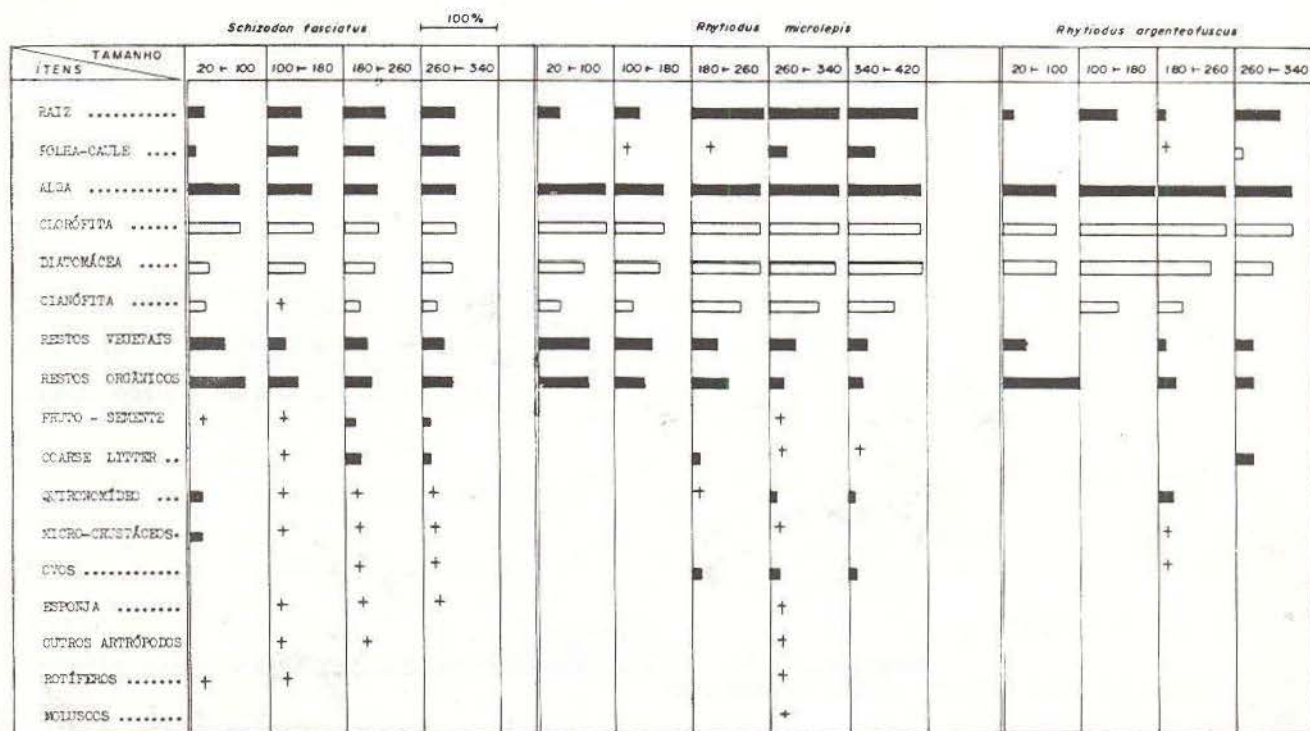 Schizodon fasciatus 100% Rhytiodus microlepis Rhytiodus argenteofuscus
TAMANHO
ÍTENS 20 ⊢ 100 100 ⊢ 180 180 ⊢ 260 260 ⊢ 340 20 ⊢ 100 100 ⊢ 180 180 ⊢ 260 260 ⊢ 340 340 ⊢ 420 20 ⊢ 100 100 ⊢ 180 180 ⊢ 260 260 ⊢ 340
RAIZ ...........
FOLHA-CAULE .... + + +
ALGA ...........
CLORÓFITA ......
DIATOMÁCEA .....
CIANÓFITA ...... +
RESTOS VEGETAIS
RESTOS ORGÂNICOS
FRUTO - SEMENTE + + +
COARSE LITTER .. + + +
QUIRONOMÍDEO ... + + + +
MICRO-CRUSTÁCEOS. + + + + +
OVOS ............ + + +
ESPONJA ........ + + + +
OUTROS ARTRÓPODOS + + +
ROTÍFEROS ....... + + +
MOLUSCOS ........ +